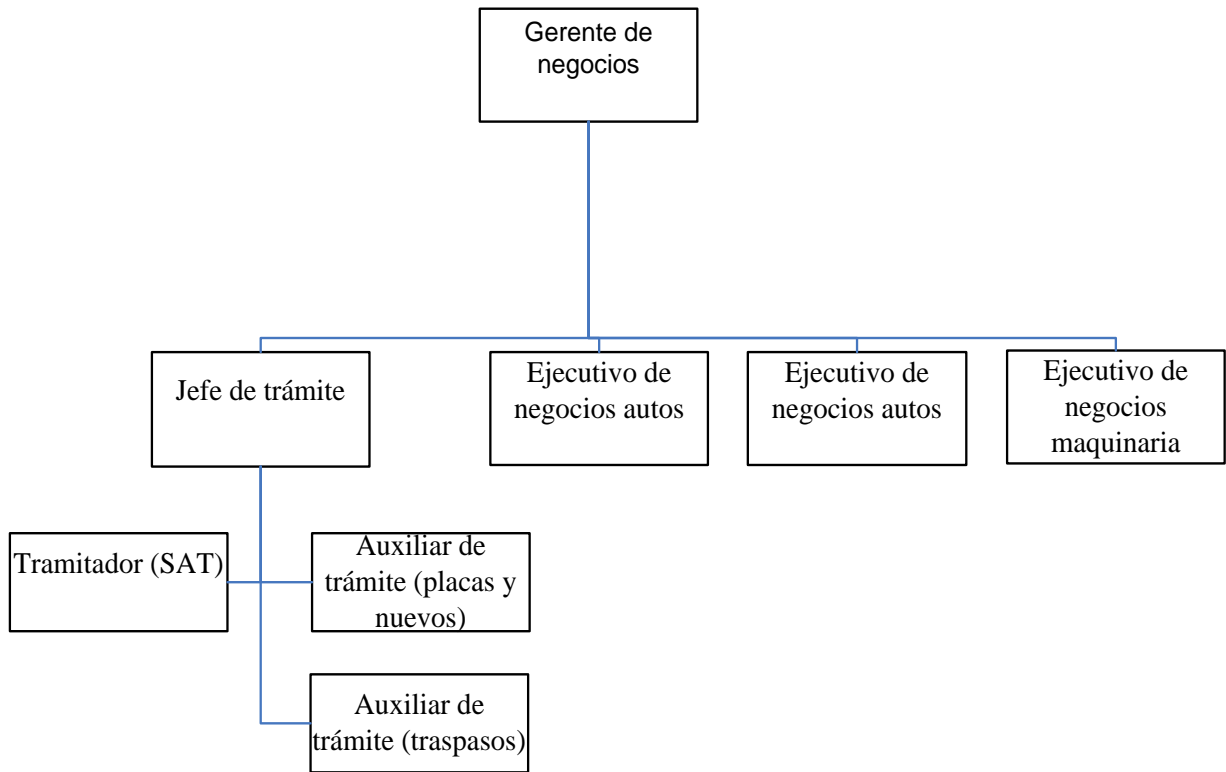 Gerente de
negocios
Jefe de trámite
Ejecutivo de
negocios autos
Ejecutivo de
negocios autos
Ejecutivo de
negocios
maquinaria
Tramitador (SAT)
Auxiliar de
trámite (placas y
nuevos)
Auxiliar de
trámite (traspasos)